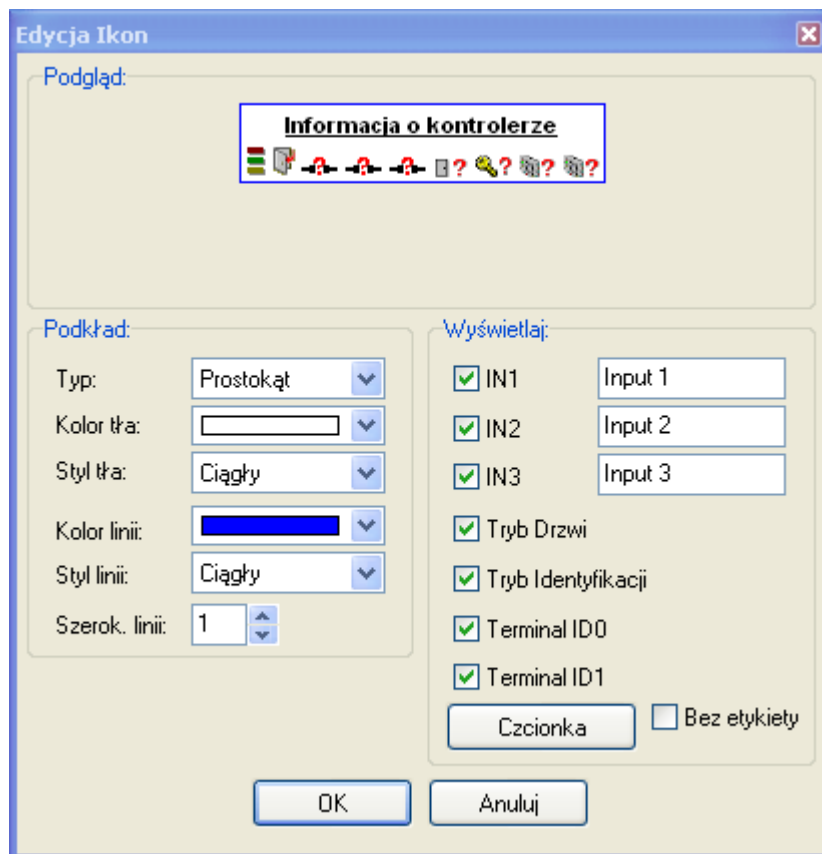 Edycja Ikon
Podgląd:
Informacja o kontrolerze
? ? ? ? ? ? ?
Podkład:
Typ: Prostokąt
Kolor tła:
Styl tła: Ciągły
Kolor linii:
Styl linii: Ciągły
Szerok. linii: 1
Wyświetlaj:
IN1 Input 1
IN2 Input 2
IN3 Input 3
Tryb Drzwi
Tryb Identyfikacji
Terminal ID0
Terminal ID1
Czcionka Bez etykiety
OK Anuluj